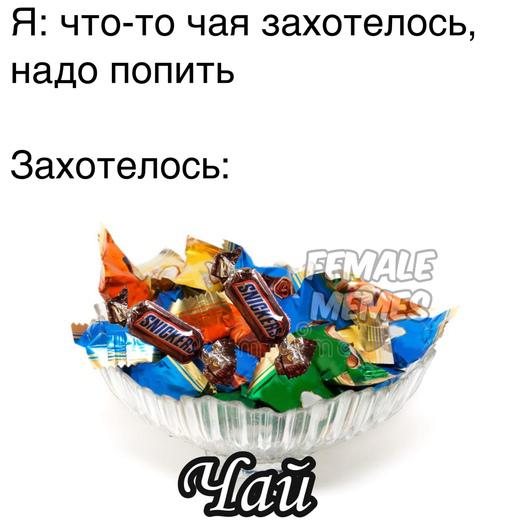 Я: что-то чая захотелось,
надо попить
Захотелось:
FEMALE
MEMES
SNICKERS
SNICKERS
Чай